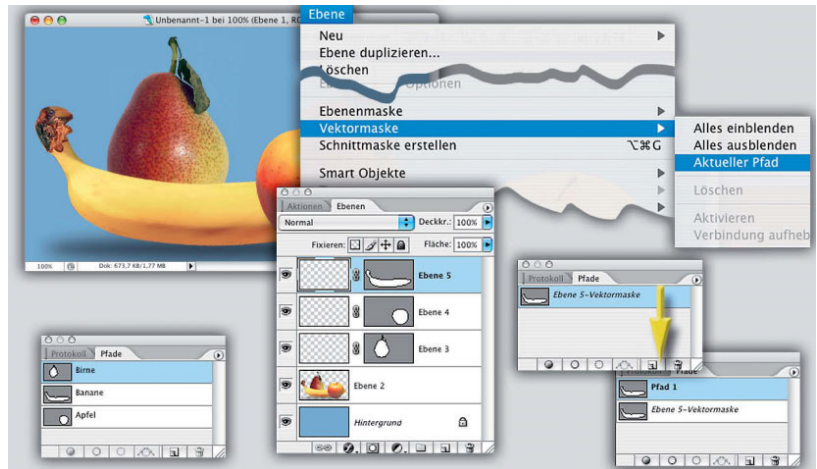 Unbenannt-1 bei 100% (Ebene 1, RG
Ebene
Neu
Ebene duplizieren...
Löschen
Optionen
Ebenenmaske
Vektormaske
Schnittmaske erstellen ⌥⌘G
Smart Objekte
Alles einblenden
Alles ausblenden
Aktueller Pfad
Löschen
Aktivieren
Verbindung aufheb
100% Dok: 673,7 KB/1,77 MB
Aktionen Ebenen
Normal Deckkr.: 100%
Fixieren: Fläche: 100%
Ebene 5
Ebene 4
Ebene 3
Ebene 2
Hintergrund
Protokoll Pfade
Birne
Banane
Apfel
Protokoll Pfade
Ebene 5-Vektormaske
Pfad 1
Ebene 5-Vektormaske